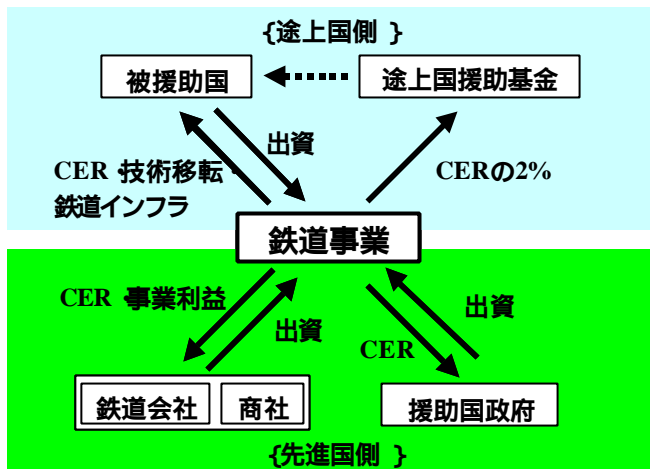 {途上国側 }
被援助国
途上国援助基金
出資
CER ・技術移転・
鉄道インフラ
CERの2%
鉄道事業
CER ・事業利益
出資
出資
CER
鉄道会社
商社
援助国政府
{先進国側 }